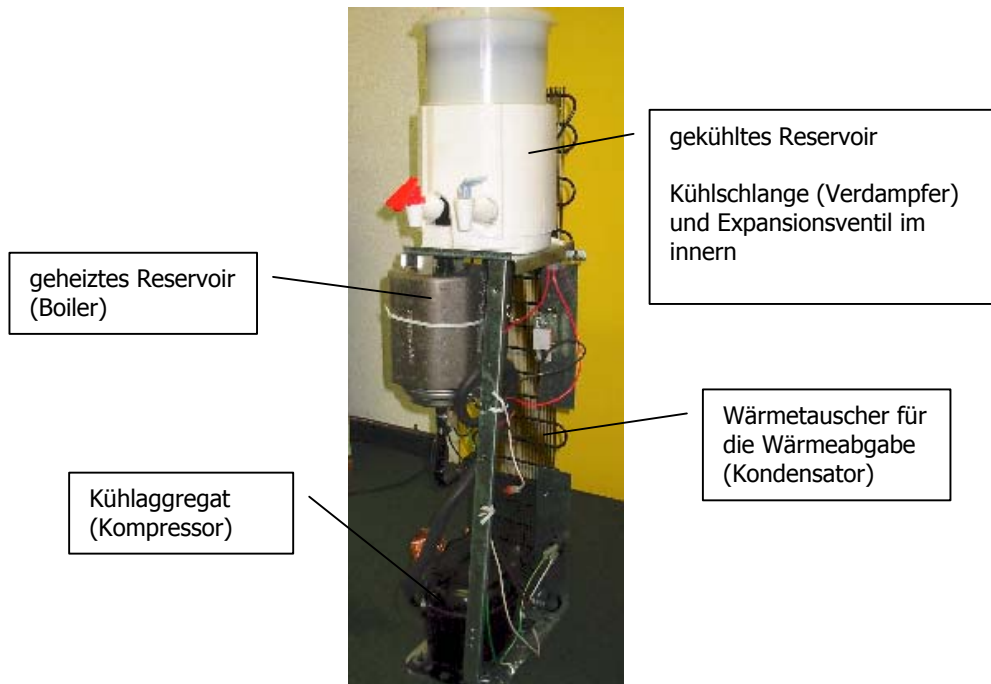 gekühltes Reservoir
Kühlschlange (Verdampfer)
und Expansionsventil im
innern
geheiztes Reservoir
(Boiler)
Wärmetauscher für
die Wärmeabgabe
(Kondensator)
Kühlaggregat
(Kompressor)